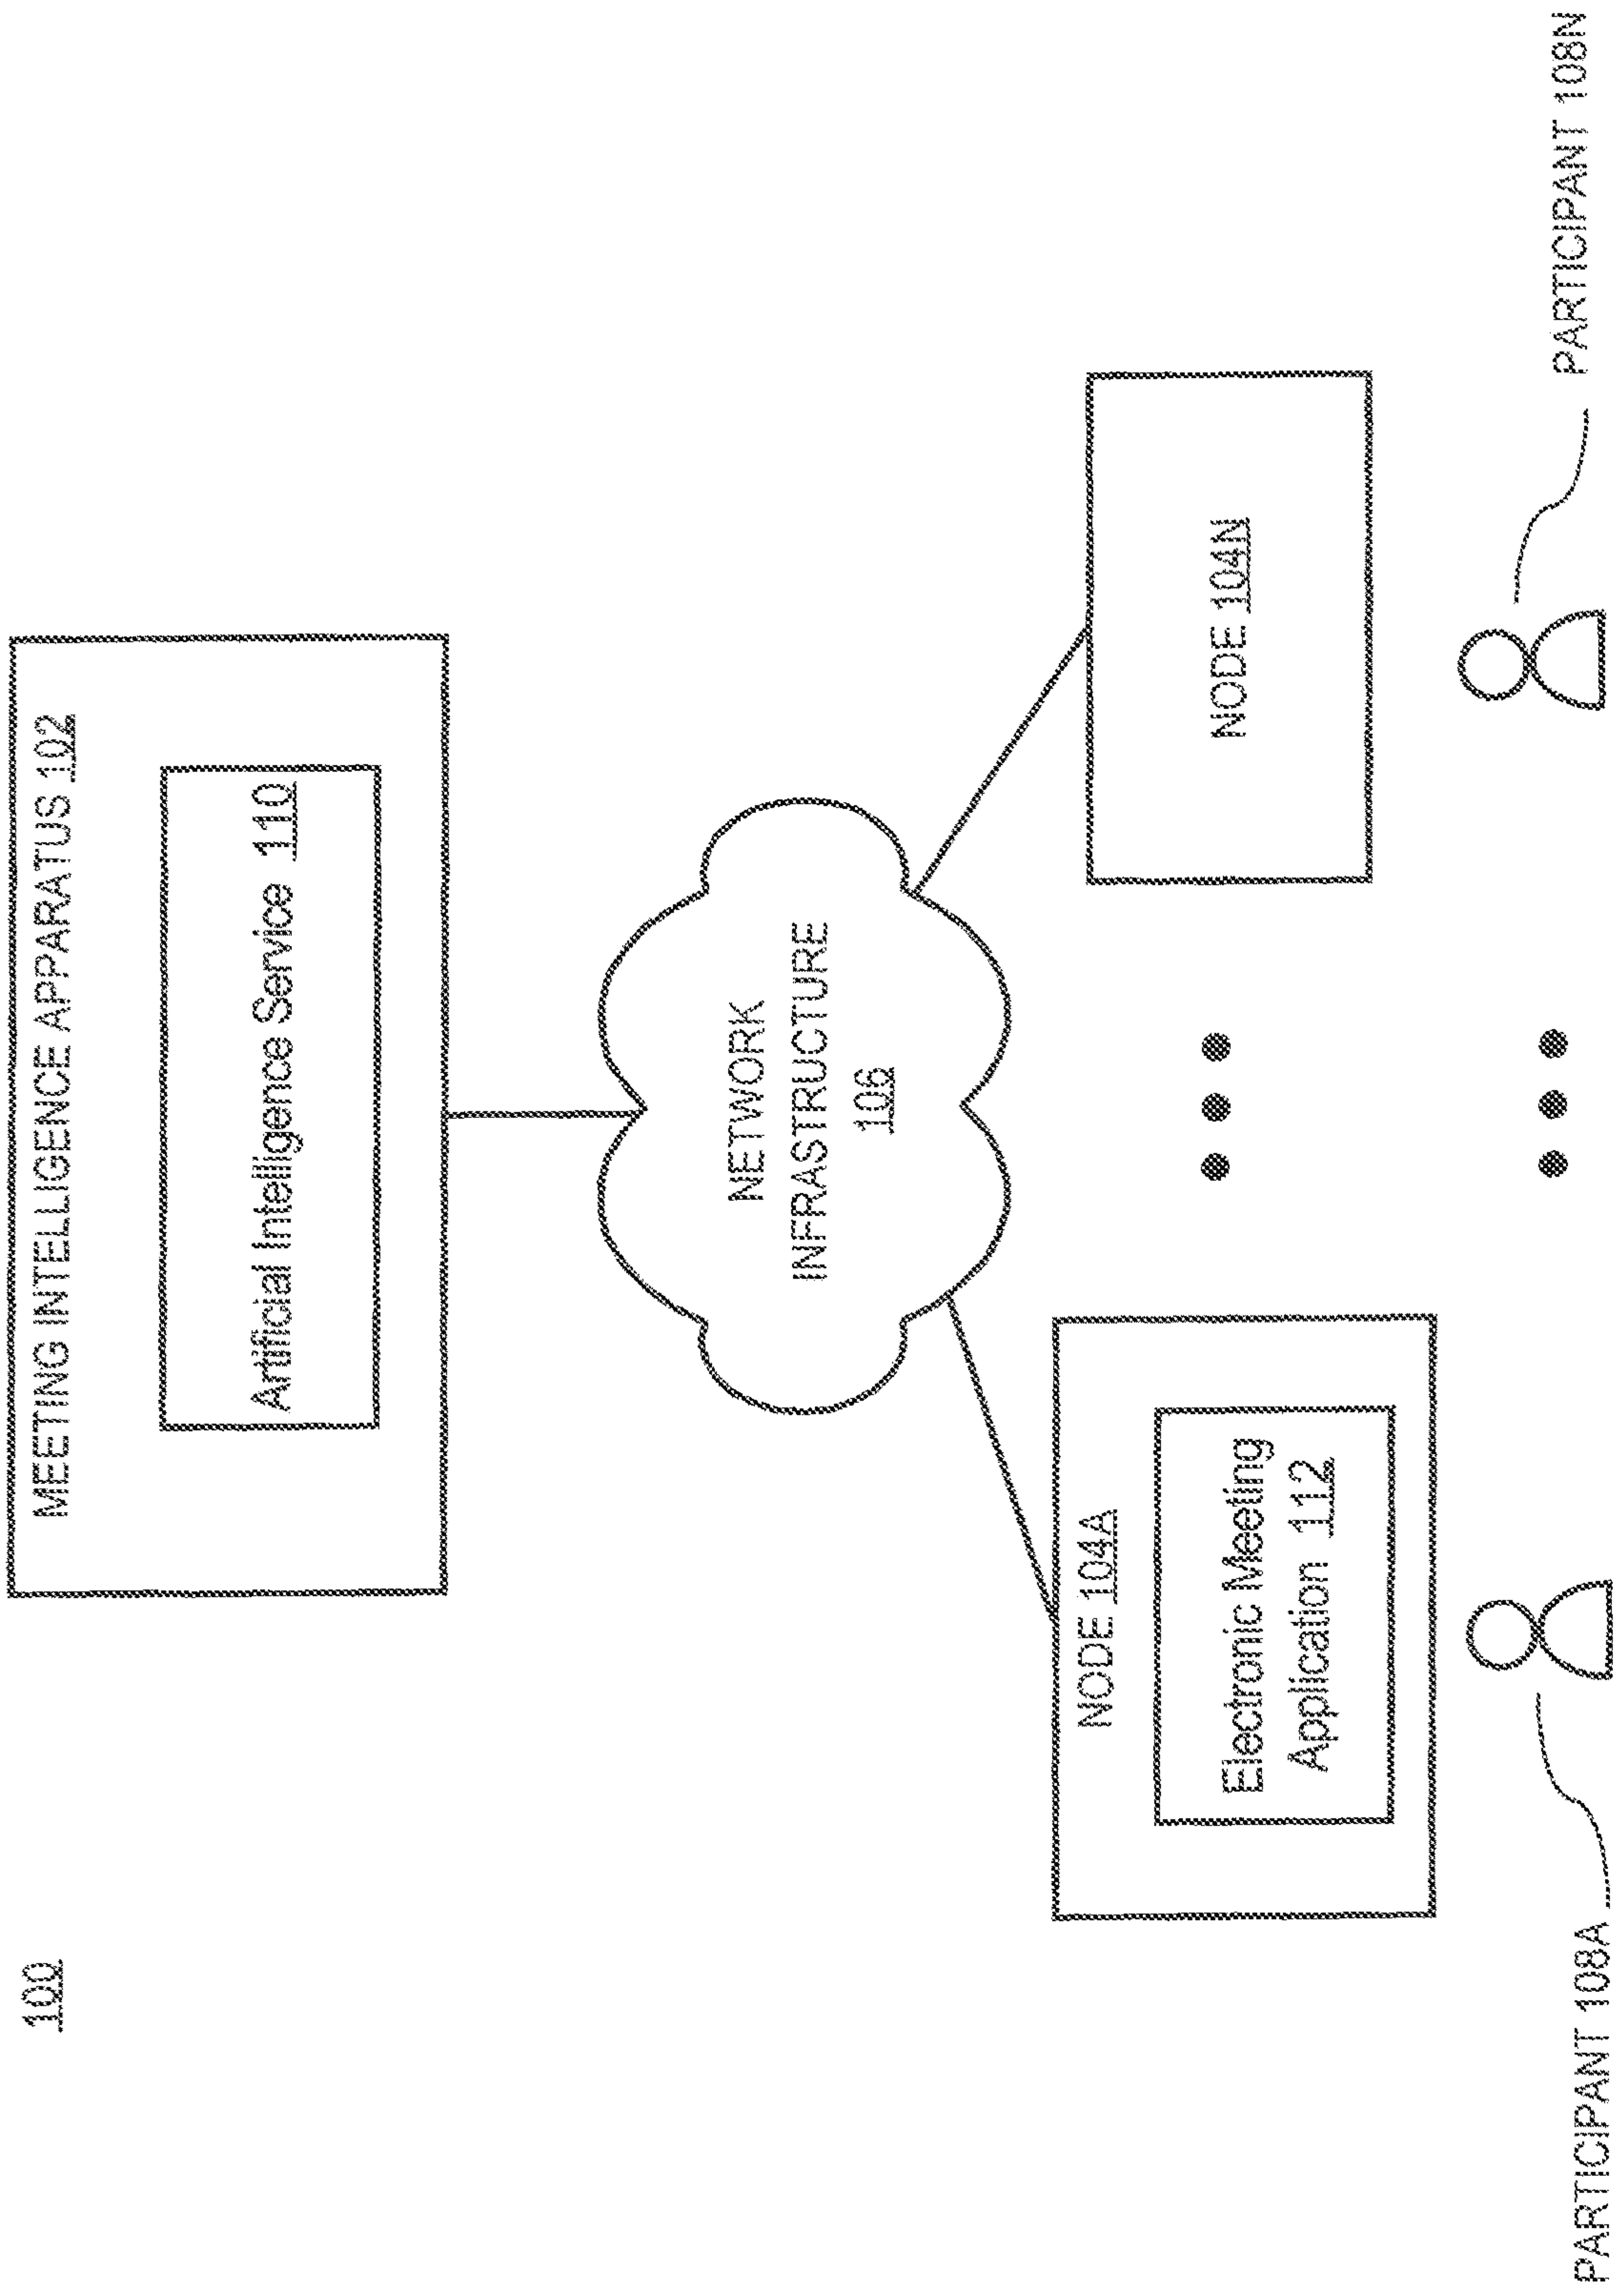 100
MEETING INTELLIGENCE APPARATUS 102
Artificial Intelligence Service 110
NETWORK
INFRASTRUCTURE
106
NODE 104A
Electronic Meeting
Application 112
NODE 104N
PARTICIPANT 108A
PARTICIPANT 108N